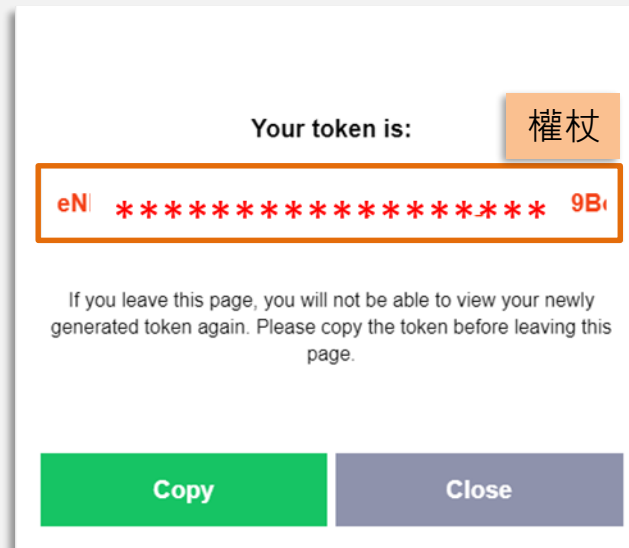 Your token is:
權杖
eN ******************* 9B
If you leave this page, you will not be able to view your newly
generated token again. Please copy the token before leaving this
page.
Copy
Close